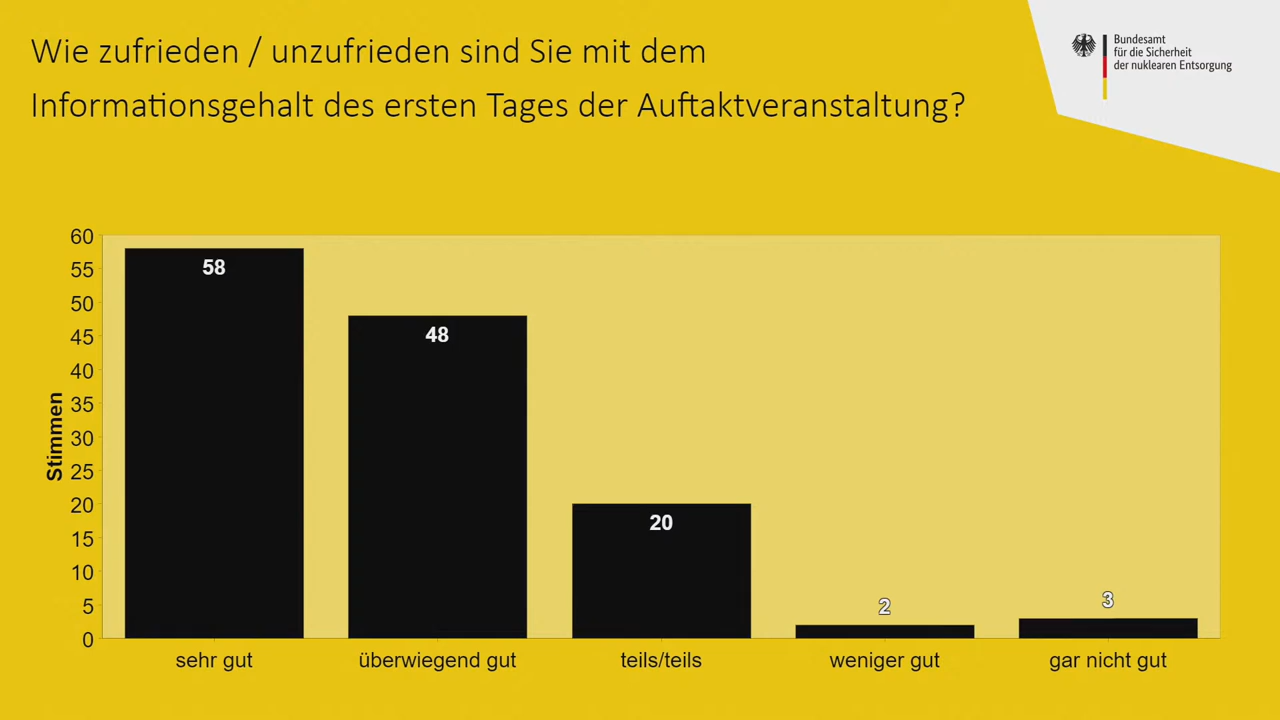 Wie zufrieden / unzufrieden sind Sie mit dem
Informationsgehalt des ersten Tages der Auftaktveranstaltung?
Bundesamt
für die Sicherheit
der nuklearen Entsorgung
Stimmen
60
55
50
45
40
35
30
25
20
15
10
5
0
58
48
20
2
3
sehr gut
überwiegend gut
teils/teils
weniger gut
gar nicht gut